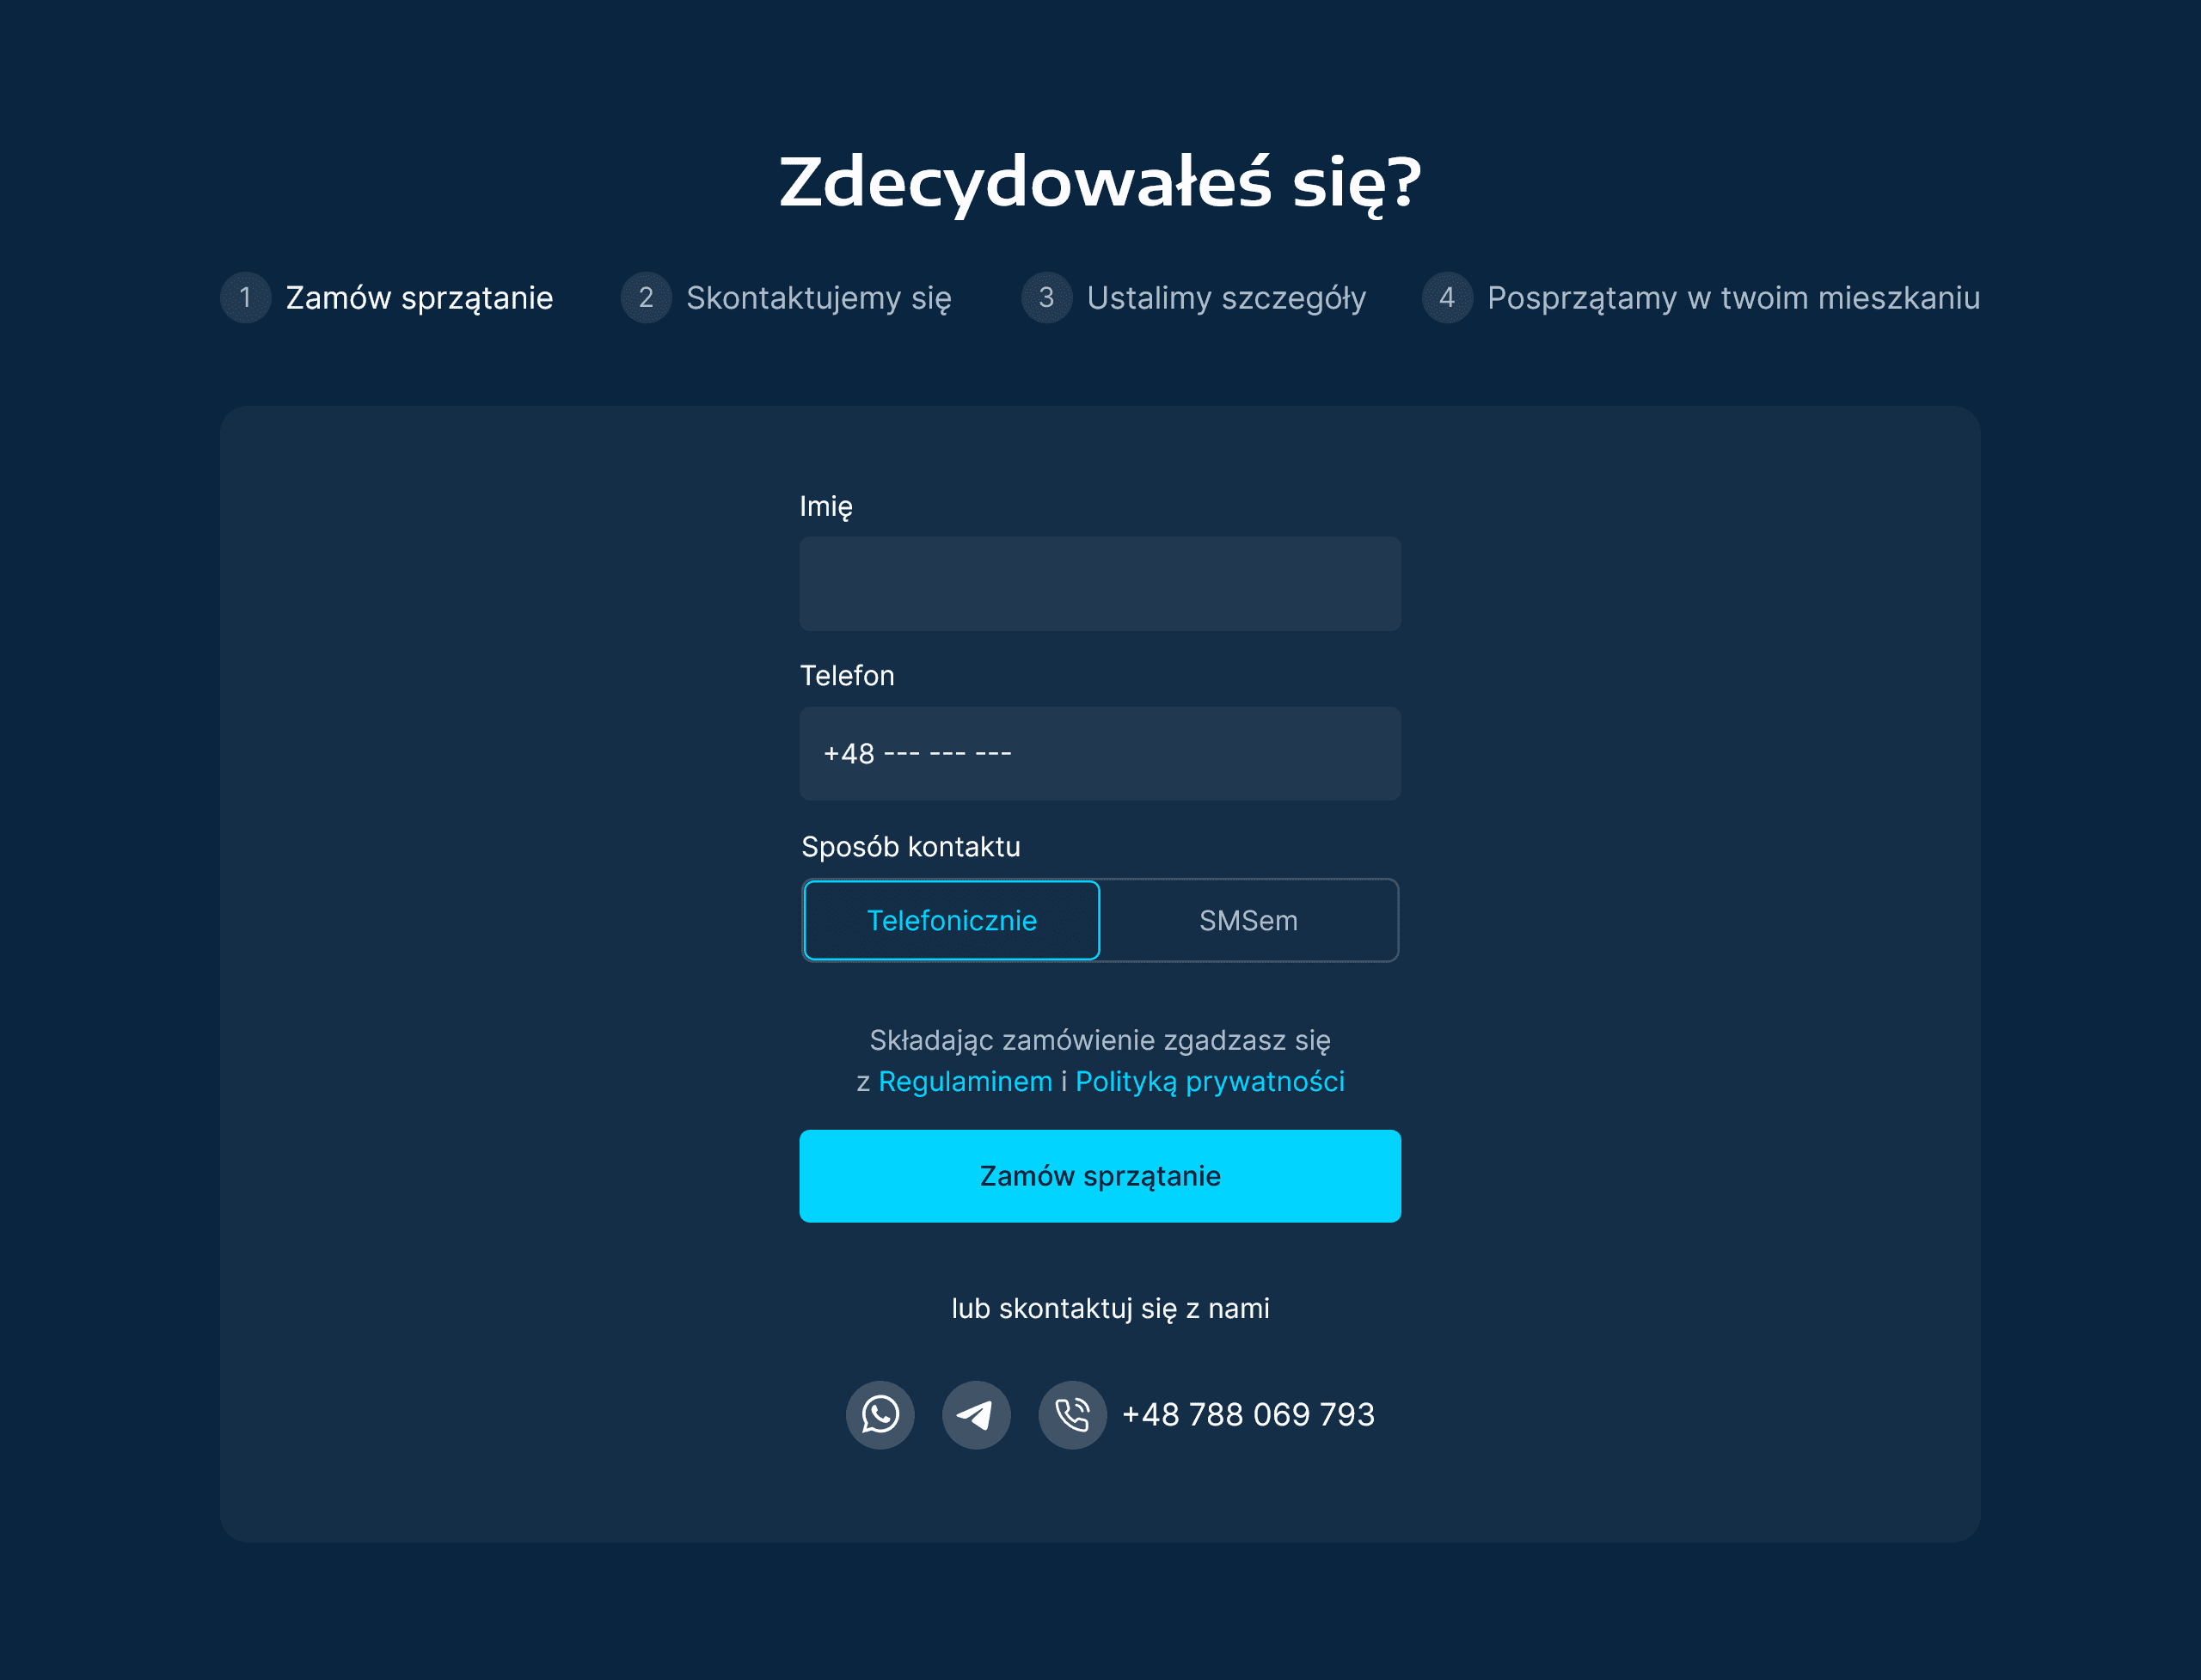 Zdecydowałeś się?
1 Zamów sprzątanie 2 Skontaktujemy się 3 Ustalimy szczegóły 4 Posprzątamy w twoim mieszkaniu
Imię
Telefon
+48 --- --- ---
Sposób kontaktu
Telefonicznie SMSem
Składając zamówienie zgadzasz się
z Regulaminem i Polityką prywatności
Zamów sprzątanie
lub skontaktuj się z nami
+48 788 069 793